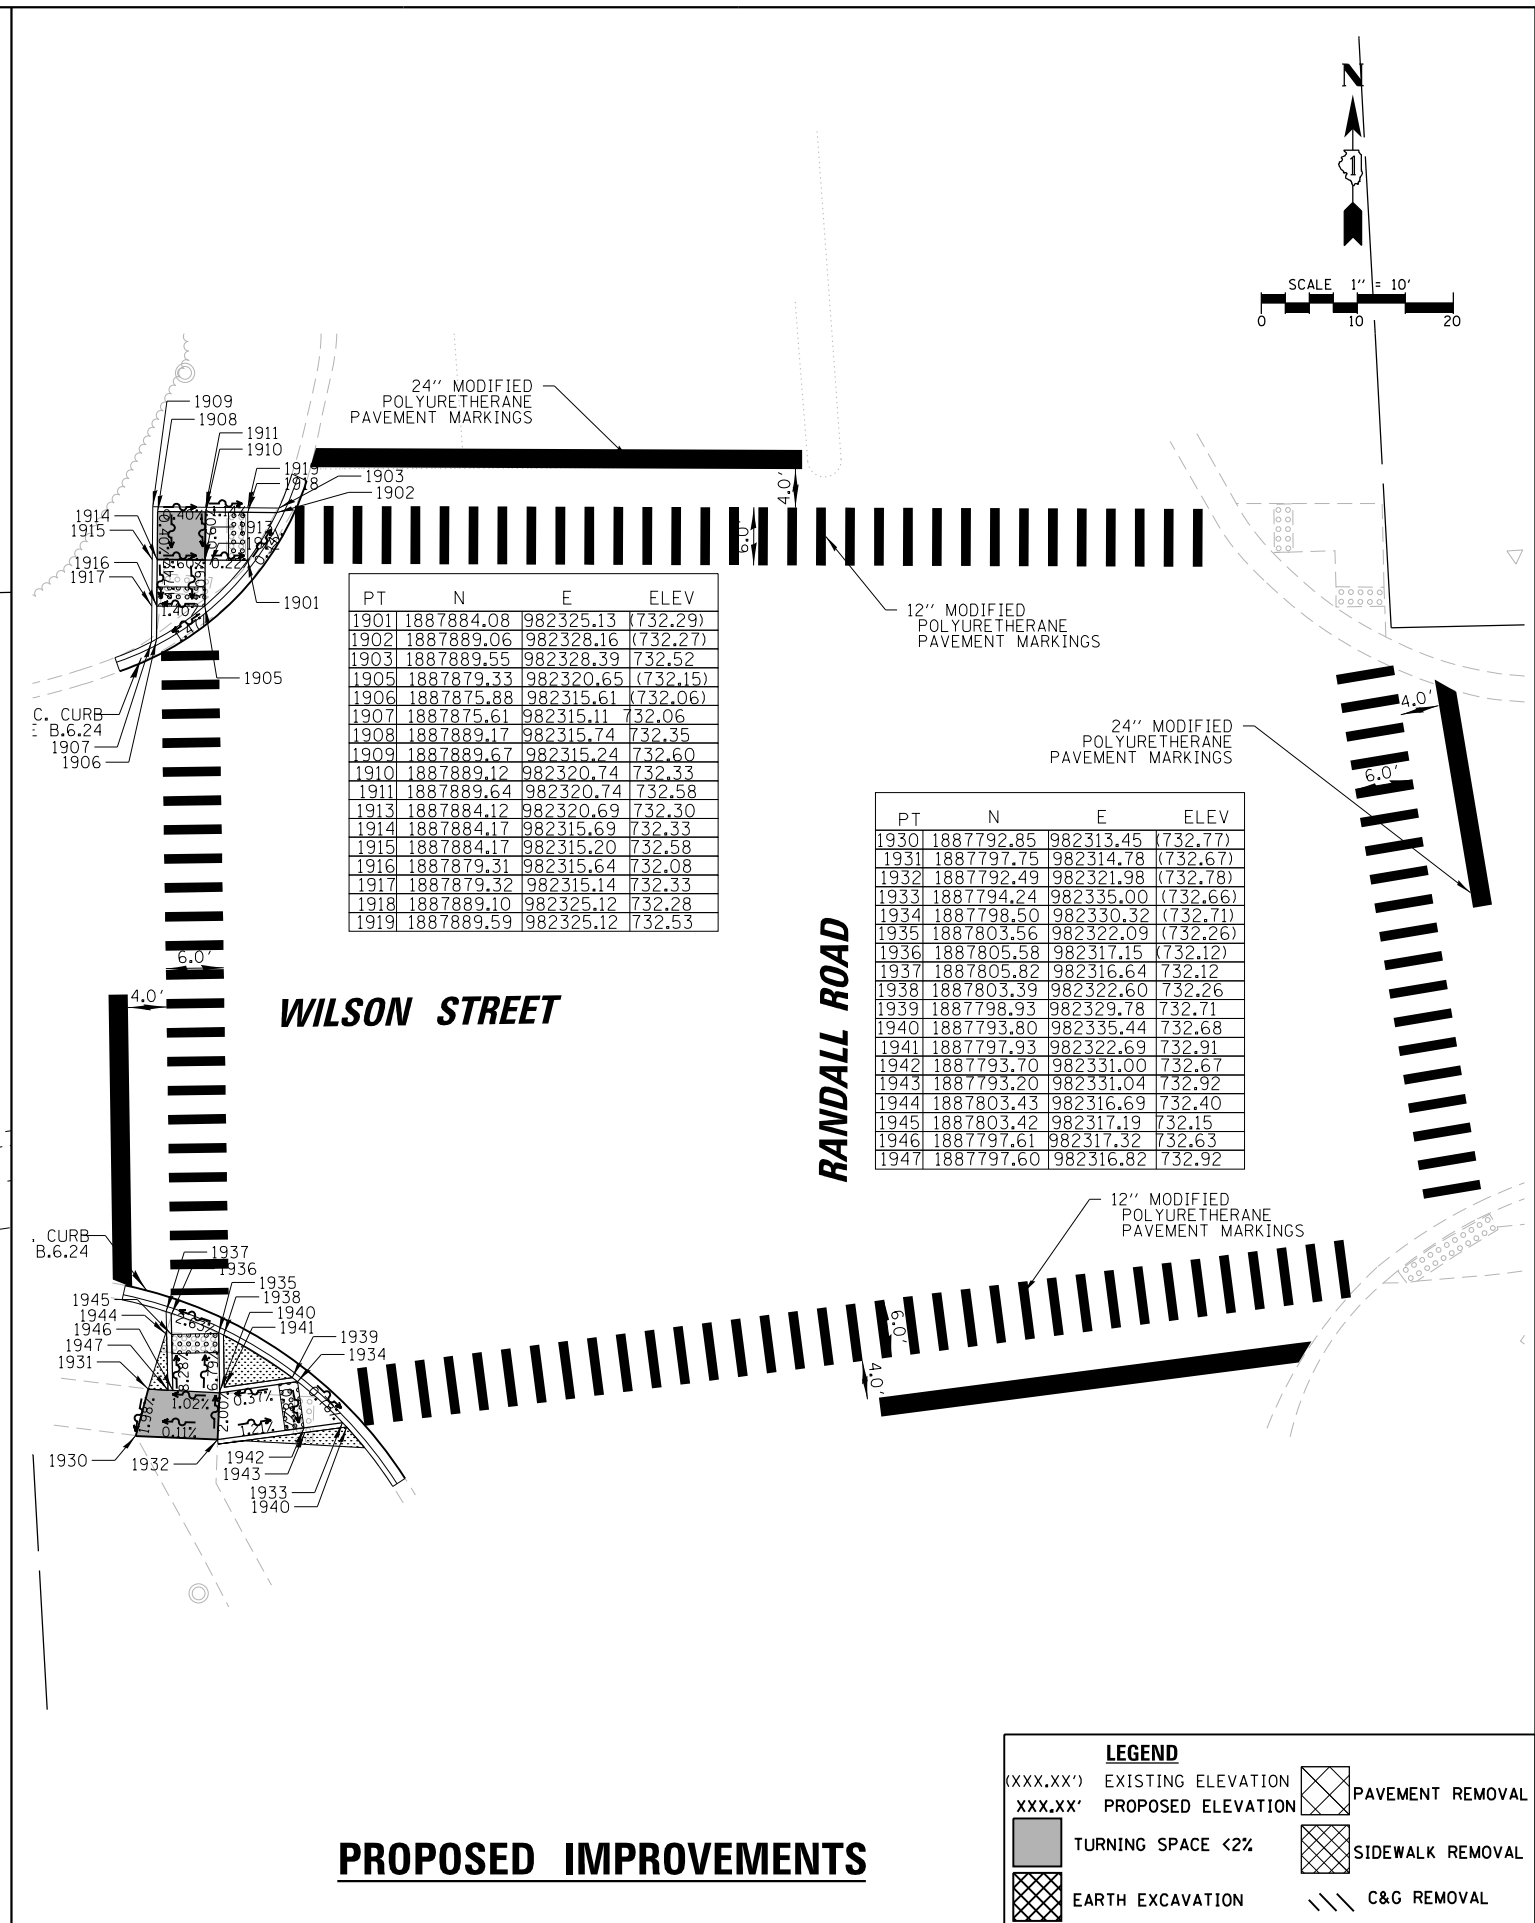 N
SCALE 1'' = 10'
0 10 20
24'' MODIFIED
POLYURETHERANE
PAVEMENT MARKINGS
4.0'
6.0'
1909
1908
1911
1910
1919
1918
1903
1902
1914
1915
1913
1916
1917
1901
1905
C. CURB
B.6.24
1907
1906
1.40%
12'' MODIFIED
POLYURETHERANE
PAVEMENT MARKINGS
PT N E ELEV
1901 1887884.08 982325.13 (732.29)
1902 1887889.06 982328.16 (732.27)
1903 1887889.55 982328.39 732.52
1905 1887879.33 982320.65 (732.15)
1906 1887875.88 982315.61 (732.06)
1907 1887875.61 982315.11 732.06
1908 1887889.17 982315.74 732.35
1909 1887889.67 982315.24 732.60
1910 1887889.12 982320.74 732.33
1911 1887889.64 982320.74 732.58
1913 1887884.12 982320.69 732.30
1914 1887884.17 982315.69 732.33
1915 1887884.17 982315.20 732.58
1916 1887879.31 982315.64 732.08
1917 1887879.32 982315.14 732.33
1918 1887889.10 982325.12 732.28
1919 1887889.59 982325.12 732.53
24'' MODIFIED
POLYURETHERANE
PAVEMENT MARKINGS
4.0'
6.0'
PT N E ELEV
1930 1887792.85 982313.45 (732.77)
1931 1887797.75 982314.78 (732.67)
1932 1887792.49 982321.98 (732.78)
1933 1887794.24 982335.00 (732.66)
1934 1887798.50 982330.32 (732.71)
1935 1887803.56 982322.09 (732.26)
1936 1887805.58 982317.15 (732.12)
1937 1887805.82 982316.64 732.12
1938 1887803.39 982322.60 732.26
1939 1887798.93 982329.78 732.71
1940 1887793.80 982335.44 732.68
1941 1887797.93 982322.69 732.91
1942 1887793.70 982331.00 732.67
1943 1887793.20 982331.04 732.92
1944 1887803.43 982316.69 732.40
1945 1887803.42 982317.19 732.15
1946 1887797.61 982317.32 732.63
1947 1887797.60 982316.82 732.92
6.0'
4.0'
WILSON STREET
RANDALL ROAD
12'' MODIFIED
POLYURETHERANE
PAVEMENT MARKINGS
6.0'
4.0'
CURB
B.6.24
1937
1936
1935
1938
1940
1941
1939
1934
1945
1944
1946
1947
1931
8.28%
6.79%
1.02%
0.37%
1.98%
2.00%
0.11%
1.21%
1930
1932
1942
1943
1933
1940
PROPOSED IMPROVEMENTS
LEGEND
(XXX.XX') EXISTING ELEVATION
XXX.XX' PROPOSED ELEVATION
TURNING SPACE <2%
EARTH EXCAVATION
PAVEMENT REMOVAL
SIDEWALK REMOVAL
C&G REMOVAL